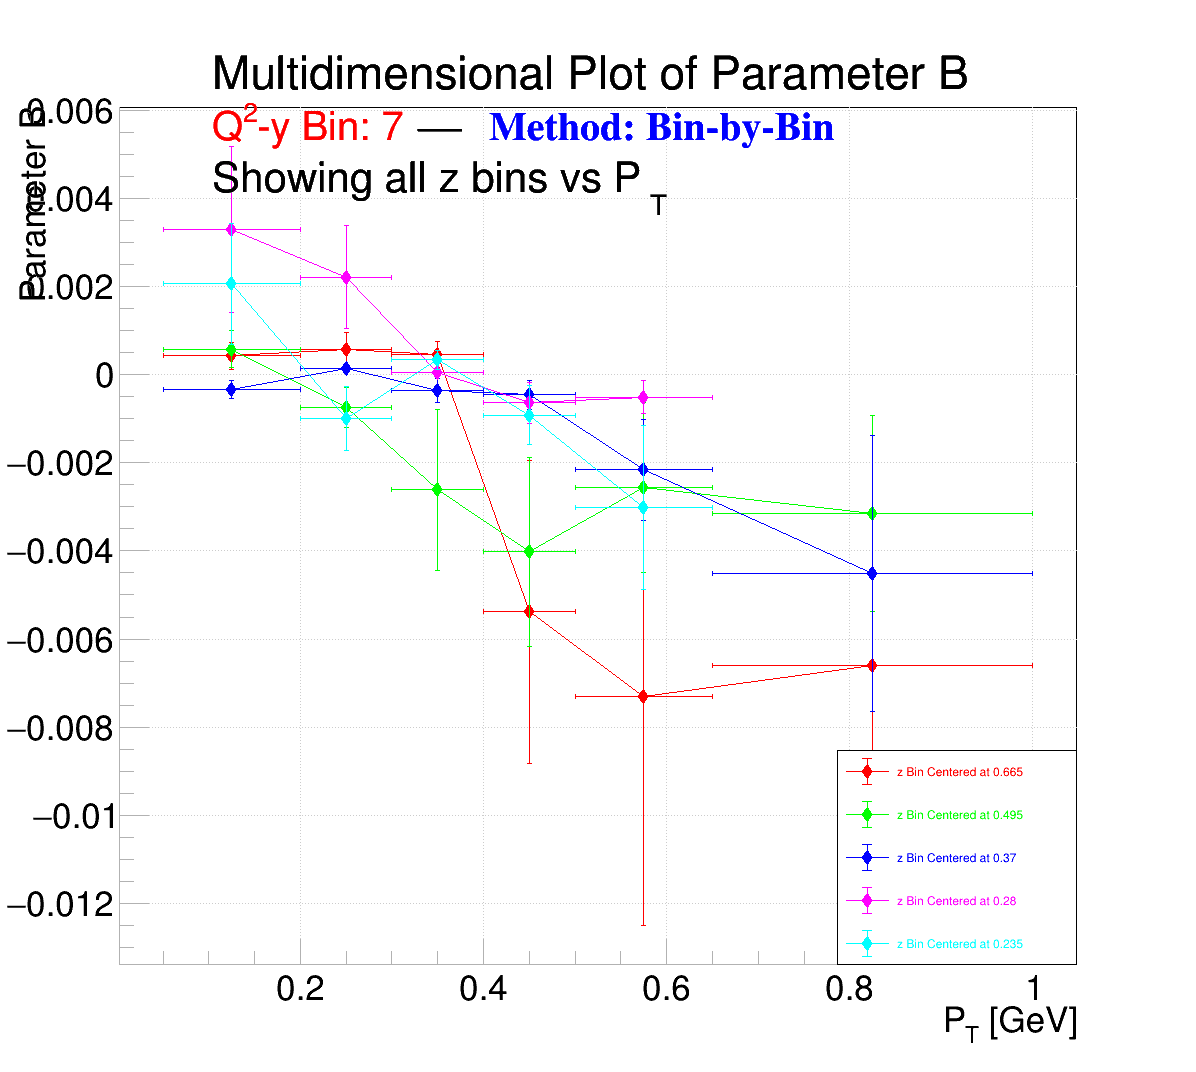 Multidimensional Plot of Parameter B
Q²-y Bin: 7 — Method: Bin-by-Bin
Showing all z bins vs P_T
Parameter B
0.006
0.004
0.002
0
−0.002
−0.004
−0.006
−0.008
−0.01
−0.012
z Bin Centered at 0.665
z Bin Centered at 0.495
z Bin Centered at 0.37
z Bin Centered at 0.28
z Bin Centered at 0.235
0.2 0.4 0.6 0.8 1
P_T [GeV]